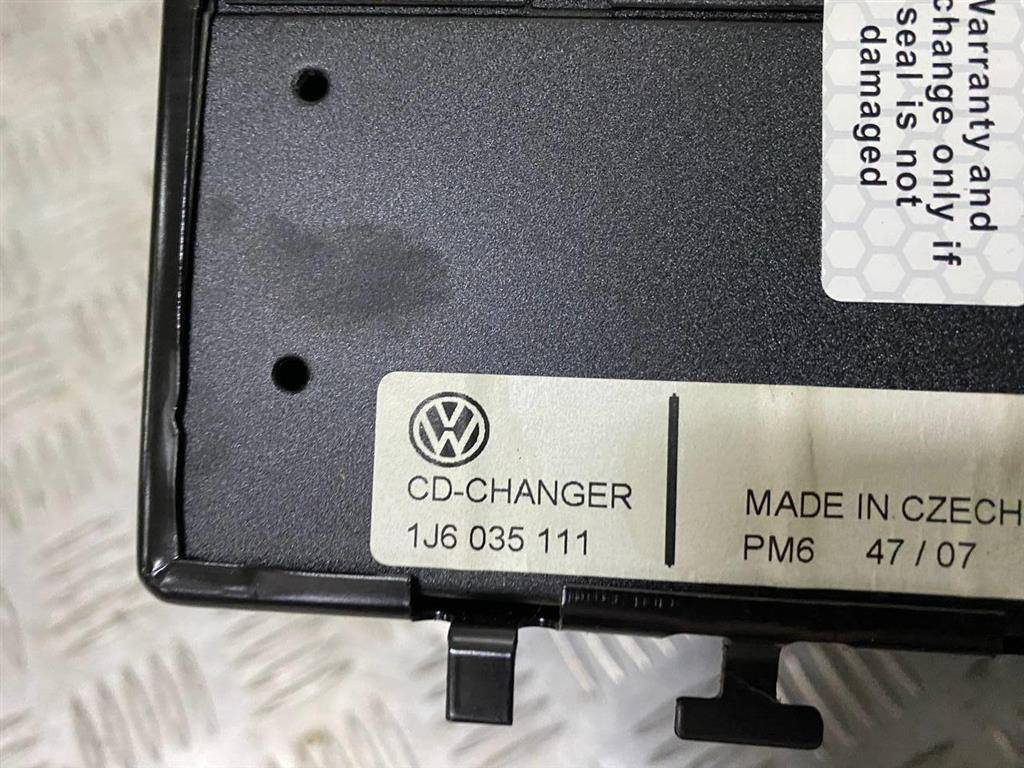 Warranty and
change only if
seal is not
damaged
CD-CHANGER
1J6 035 111
MADE IN CZECH
PM6 47 / 07